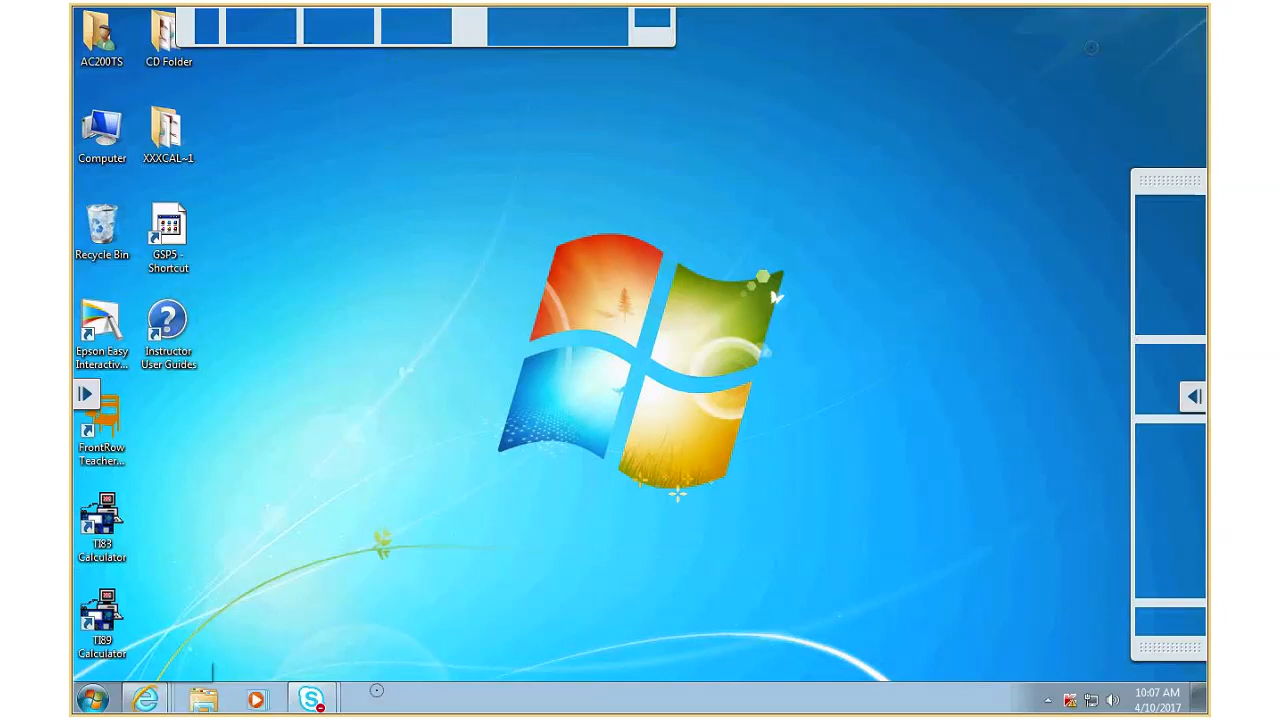 AC200TS
CD Folder
Computer
XXXCAL~1
Recycle Bin
GSP5 -
Shortcut
Epson Easy
Interactiv...
Instructor
User Guides
FrontRow
Teacher...
TI83
Calculator
TI89
Calculator
10:07 AM
4/10/2017